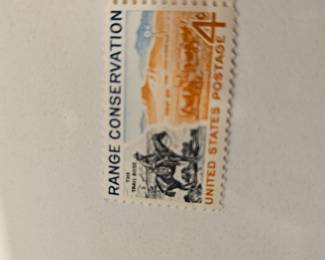 RANGE CONSERVATION
THE
TRAIL BOSS
4¢
UNITED STATES POSTAGE